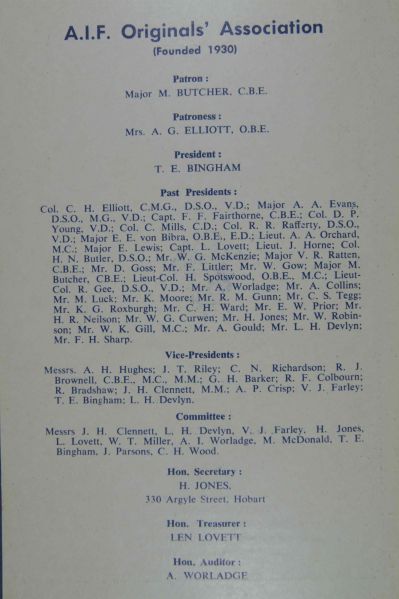 A.I.F. Originals' Association
(Founded 1930)
Patron :
Major M. BUTCHER, C.B.E.
Patroness :
Mrs. A. G. ELLIOTT, O.B.E.
President :
T. E. BINGHAM
Past Presidents :
Col. C. H. Elliott, C.M.G., D.S.O., V.D.; Major A. A. Evans,
D.S.O., M.G., V.D.; Capt. F. F. Fairthorne, C.B.E.; Col. D. P.
Young, V.D.; Col. C. Mills, C.D.; Col. R. R. Rafferty, D.S.O.,
V.D.; Major E. E. von Bibra, O.B.E., E.D.; Lieut. A. A. Orchard,
M.C.; Major E. Lewis; Capt. L. Lovett; Lieut. J. Horne; Col.
H. N. Butler, D.S.O.; Mr. W. G. McKenzie; Major V. R. Ratten,
C.B.E.; Mr. D. Goss; Mr. F. Littler; Mr. W. Gow; Major M.
Butcher, C.B.E.; Lieut-Col. H. Spotswood, O.B.E., M.C.; Lieut-
Col. R. Gee, D.S.O., V.D.; Mr. A. Worladge; Mr. A. Collins;
Mr. M. Luck; Mr. K. Moore; Mr. R. M. Gunn; Mr. C. S. Tegg;
Mr. K. G. Roxburgh; Mr. C. H. Ward; Mr. E. W. Prior; Mr.
H. R. Neilson; Mr. W. G. Curwen; Mr. H. Jones; Mr. W. Robin-
son; Mr. W. K. Gill, M.C.; Mr. A. Gould; Mr. L. H. Devlyn;
Mr. F. H. Sharp.
Vice-Presidents :
Messrs. A. H. Hughes; J. T. Riley; C. N. Richardson; R. J.
Brownell, C.B.E., M.C., M.M.; G. H. Barker; R. F. Colbourn;
R. Bradshaw; J. H. Clennett, M.M.; A. P. Crisp; V. J. Farley;
T. E. Bingham; L. H. Devlyn.
Committee :
Messrs J. H. Clennett, L. H. Devlyn, V. J. Farley, H. Jones,
L. Lovett, W. T. Miller, A. I. Worladge, M. McDonald, T. E.
Bingham, J. Parsons, C. H. Wood.
Hon. Secretary :
H. JONES,
330 Argyle Street, Hobart
Hon. Treasurer :
LEN LOVETT
Hon. Auditor :
A. WORLADGE